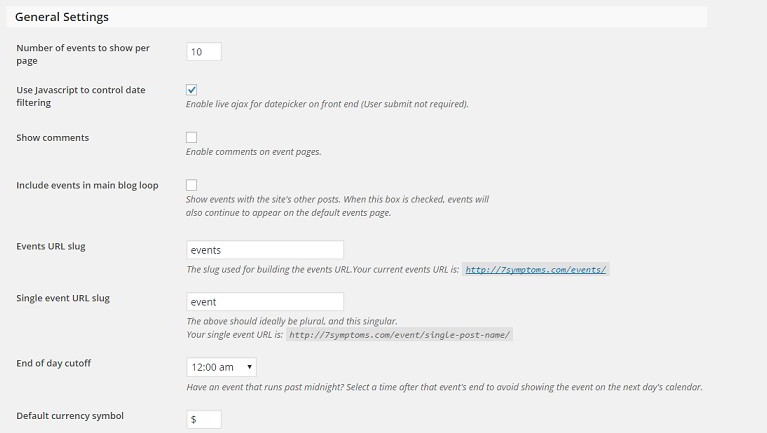 General Settings
Number of events to show per
page
10
Use Javascript to control date
filtering
Enable live ajax for datepicker on front end (User submit not required).
Show comments
Enable comments on event pages.
Include events in main blog loop
Show events with the site's other posts. When this box is checked, events will
also continue to appear on the default events page.
Events URL slug
events
The slug used for building the events URL.Your current events URL is: http://7symptoms.com/events/
Single event URL slug
event
The above should ideally be plural, and this singular.
Your single event URL is: http://7symptoms.com/event/single-post-name/
End of day cutoff
12:00 am
Have an event that runs past midnight? Select a time after that event's end to avoid showing the event on the next day's calendar.
Default currency symbol
$